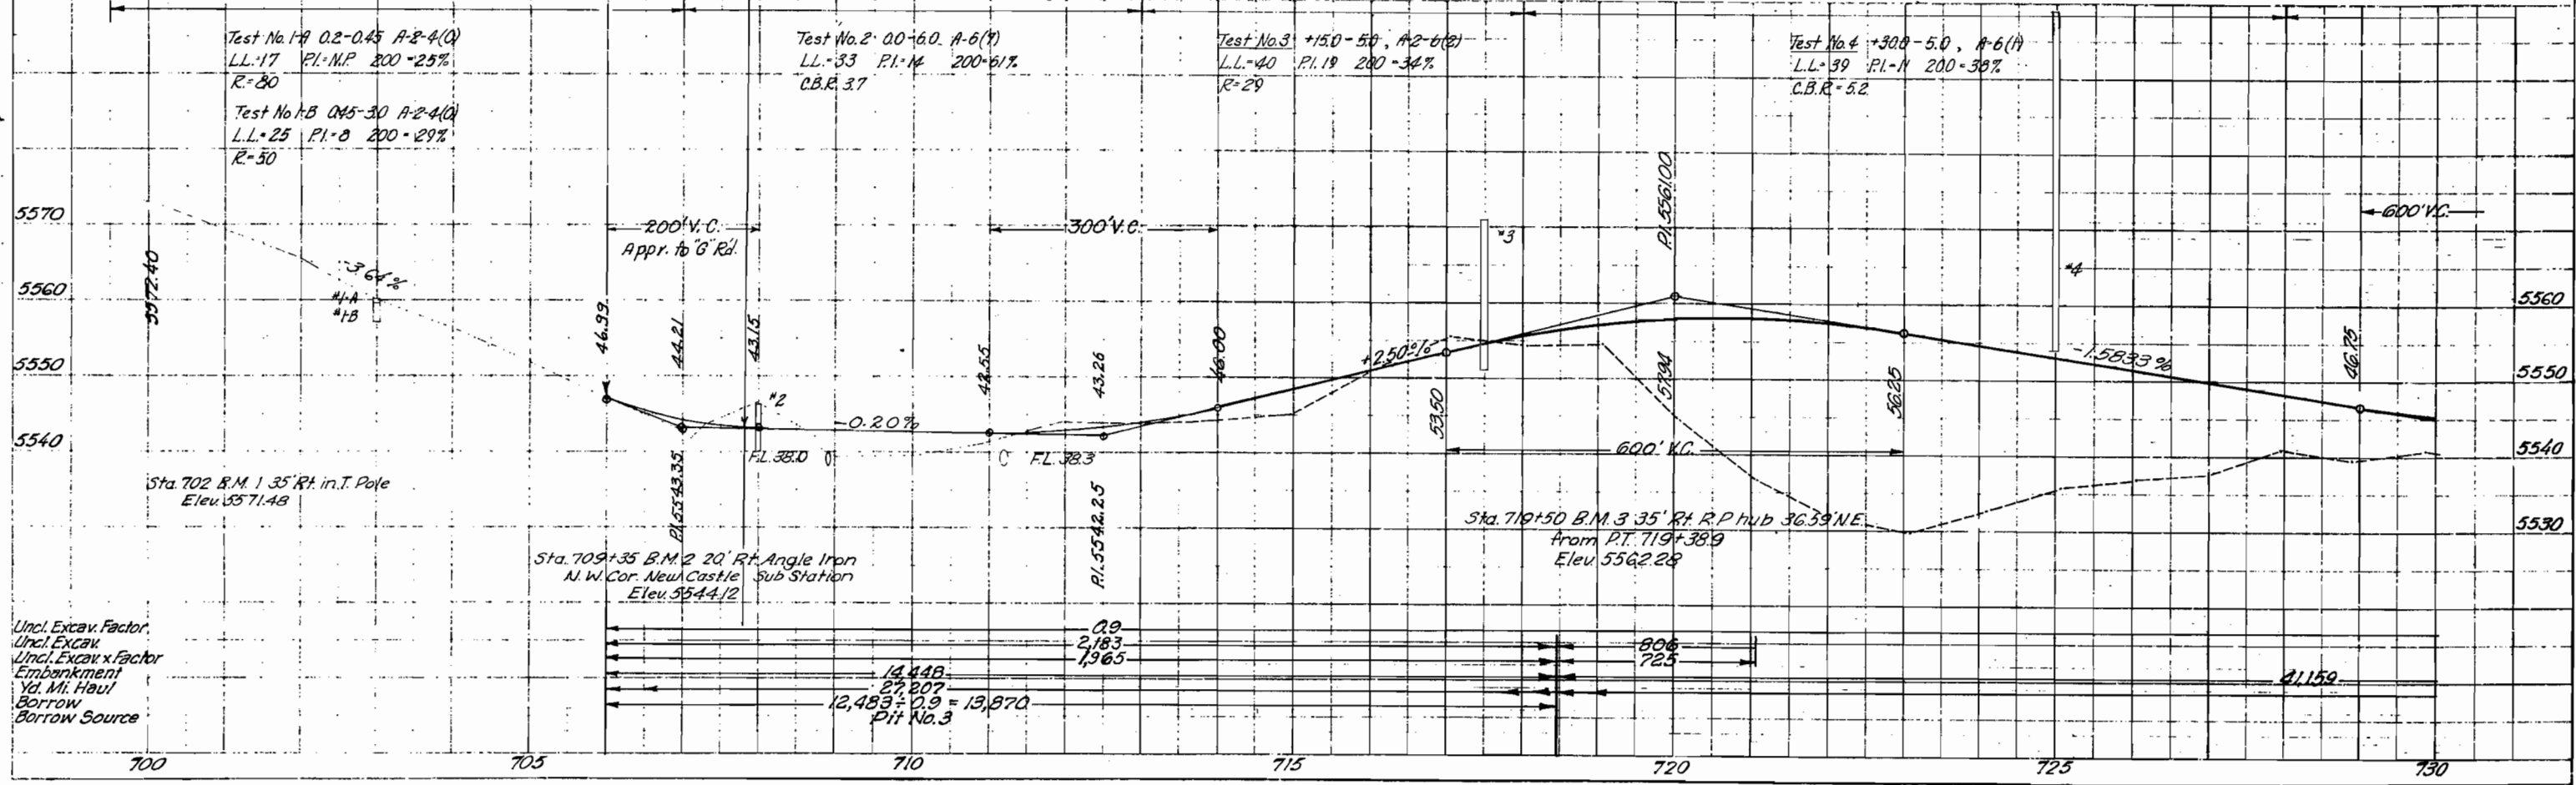 Test No. 1-A 0.2-0.45 A-2-4(0)
L.L.-17 P.I.-N.P. 200-25%
R.-80
Test No 1-B 0.45-3.0 A-2-4(0)
L.L.-25 P.I.-8 200-29%
R-50
Test No. 2 0.0-6.0 A-6(7)
L.L.-33 P.I.-14 200-61%
C.B.R. 3.7
Test No. 3 +15.0-5.0, A-2-6(2)
L.L.-40 P.I. 19 200-34%
R-29
Test No. 4 +30.0-5.0, A-6(1)
L.L.-39 P.I.-11 200-38%
C.B.R.-5.2
5570
5560
5550
5540
5572.40
-3.64%
#1-A
#1-B
200' V.C.
Appr. to "G" Rd.
300' V.C.
46.99
44.21
43.15
42.55
43.26
46.00
#2
-0.20%
F.L. 38.0
F.L. 38.3
P.I. 5543.35
P.I. 5542.25
+2.50%
#3
P.I. 5561.00
53.50
57.94
56.25
600' V.C.
#4
-1.5833%
600' V.C.
46.75
5560
5550
5540
5530
Sta. 702 B.M. 1 35' Rt. in T. Pole
Elev. 5571.48
Sta. 709+35 B.M. 2 20' Rt. Angle Iron
N.W. Cor. New Castle Sub Station
Elev. 5544.12
Sta. 719+50 B.M. 3 35' Rt. R.P hub 36.59' N.E.
from P.T. 719+38.9
Elev. 5562.28
Uncl. Excav. Factor 0.9
Uncl. Excav. 2,183 806
Uncl. Excav. x Factor 1,965 725
Embankment 14,448 41,159
Yd. Mi. Haul 27,207
Borrow 12,483 ÷ 0.9 = 13,870
Borrow Source Pit No. 3
700 705 710 715 720 725 730